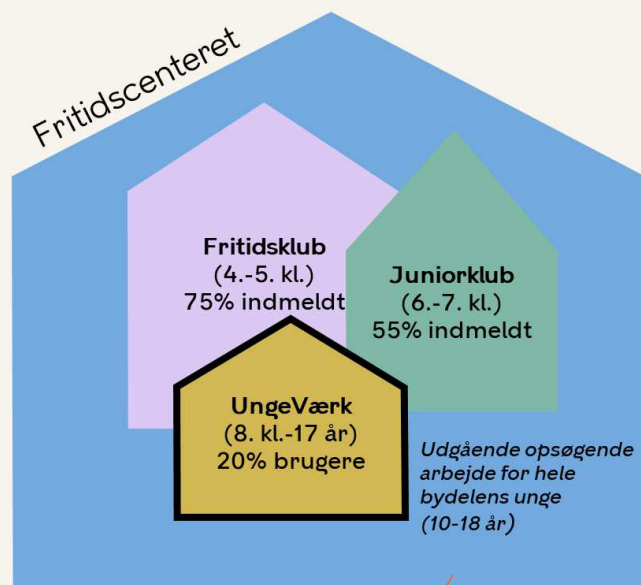 Fritidscenteret
Fritidsklub
(4.-5. kl.)
75% indmeldt
Juniorklub
(6.-7. kl.)
55% indmeldt
UngeVærk
(8. kl.-17 år)
20% brugere
Udgående opsøgende
arbejde for hele
bydelens unge
(10-18 år)